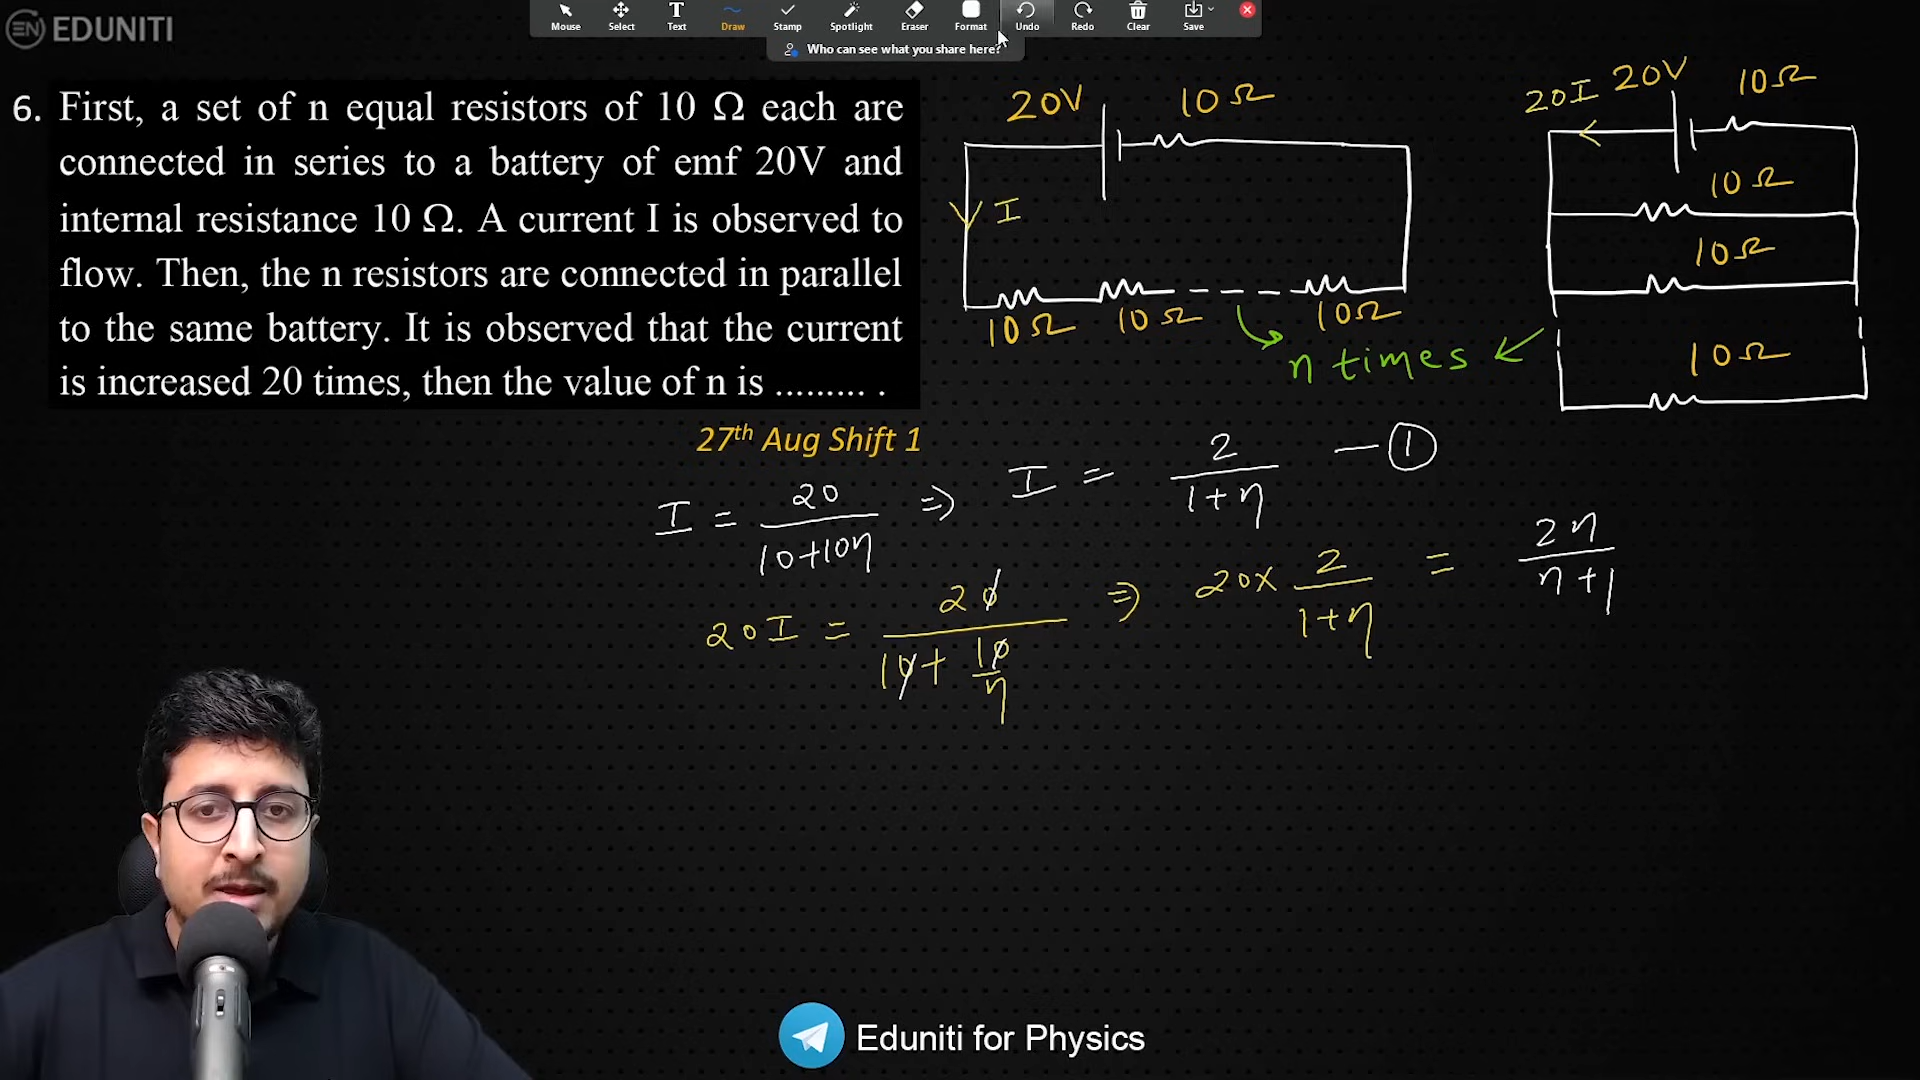 EN EDUNITI
Mouse Select Text Draw Stamp Spotlight Eraser Format Undo Redo Clear Save
Who can see what you share here?
6. First, a set of n equal resistors of 10 Ω each are
connected in series to a battery of emf 20V and
internal resistance 10 Ω. A current I is observed to
flow. Then, the n resistors are connected in parallel
to the same battery. It is observed that the current
is increased 20 times, then the value of n is ......... .
27th Aug Shift 1
20V 10Ω
I
10Ω 10Ω 10Ω
n times
20I 20V 10Ω
10Ω
10Ω
10Ω
I = 20/(10+10n) ⇒ I = 2/(1+n) — ①
20I = 20/(10 + 10/n) ⇒ 20 × 2/(1+n) = 2n/(n+1)
Eduniti for Physics